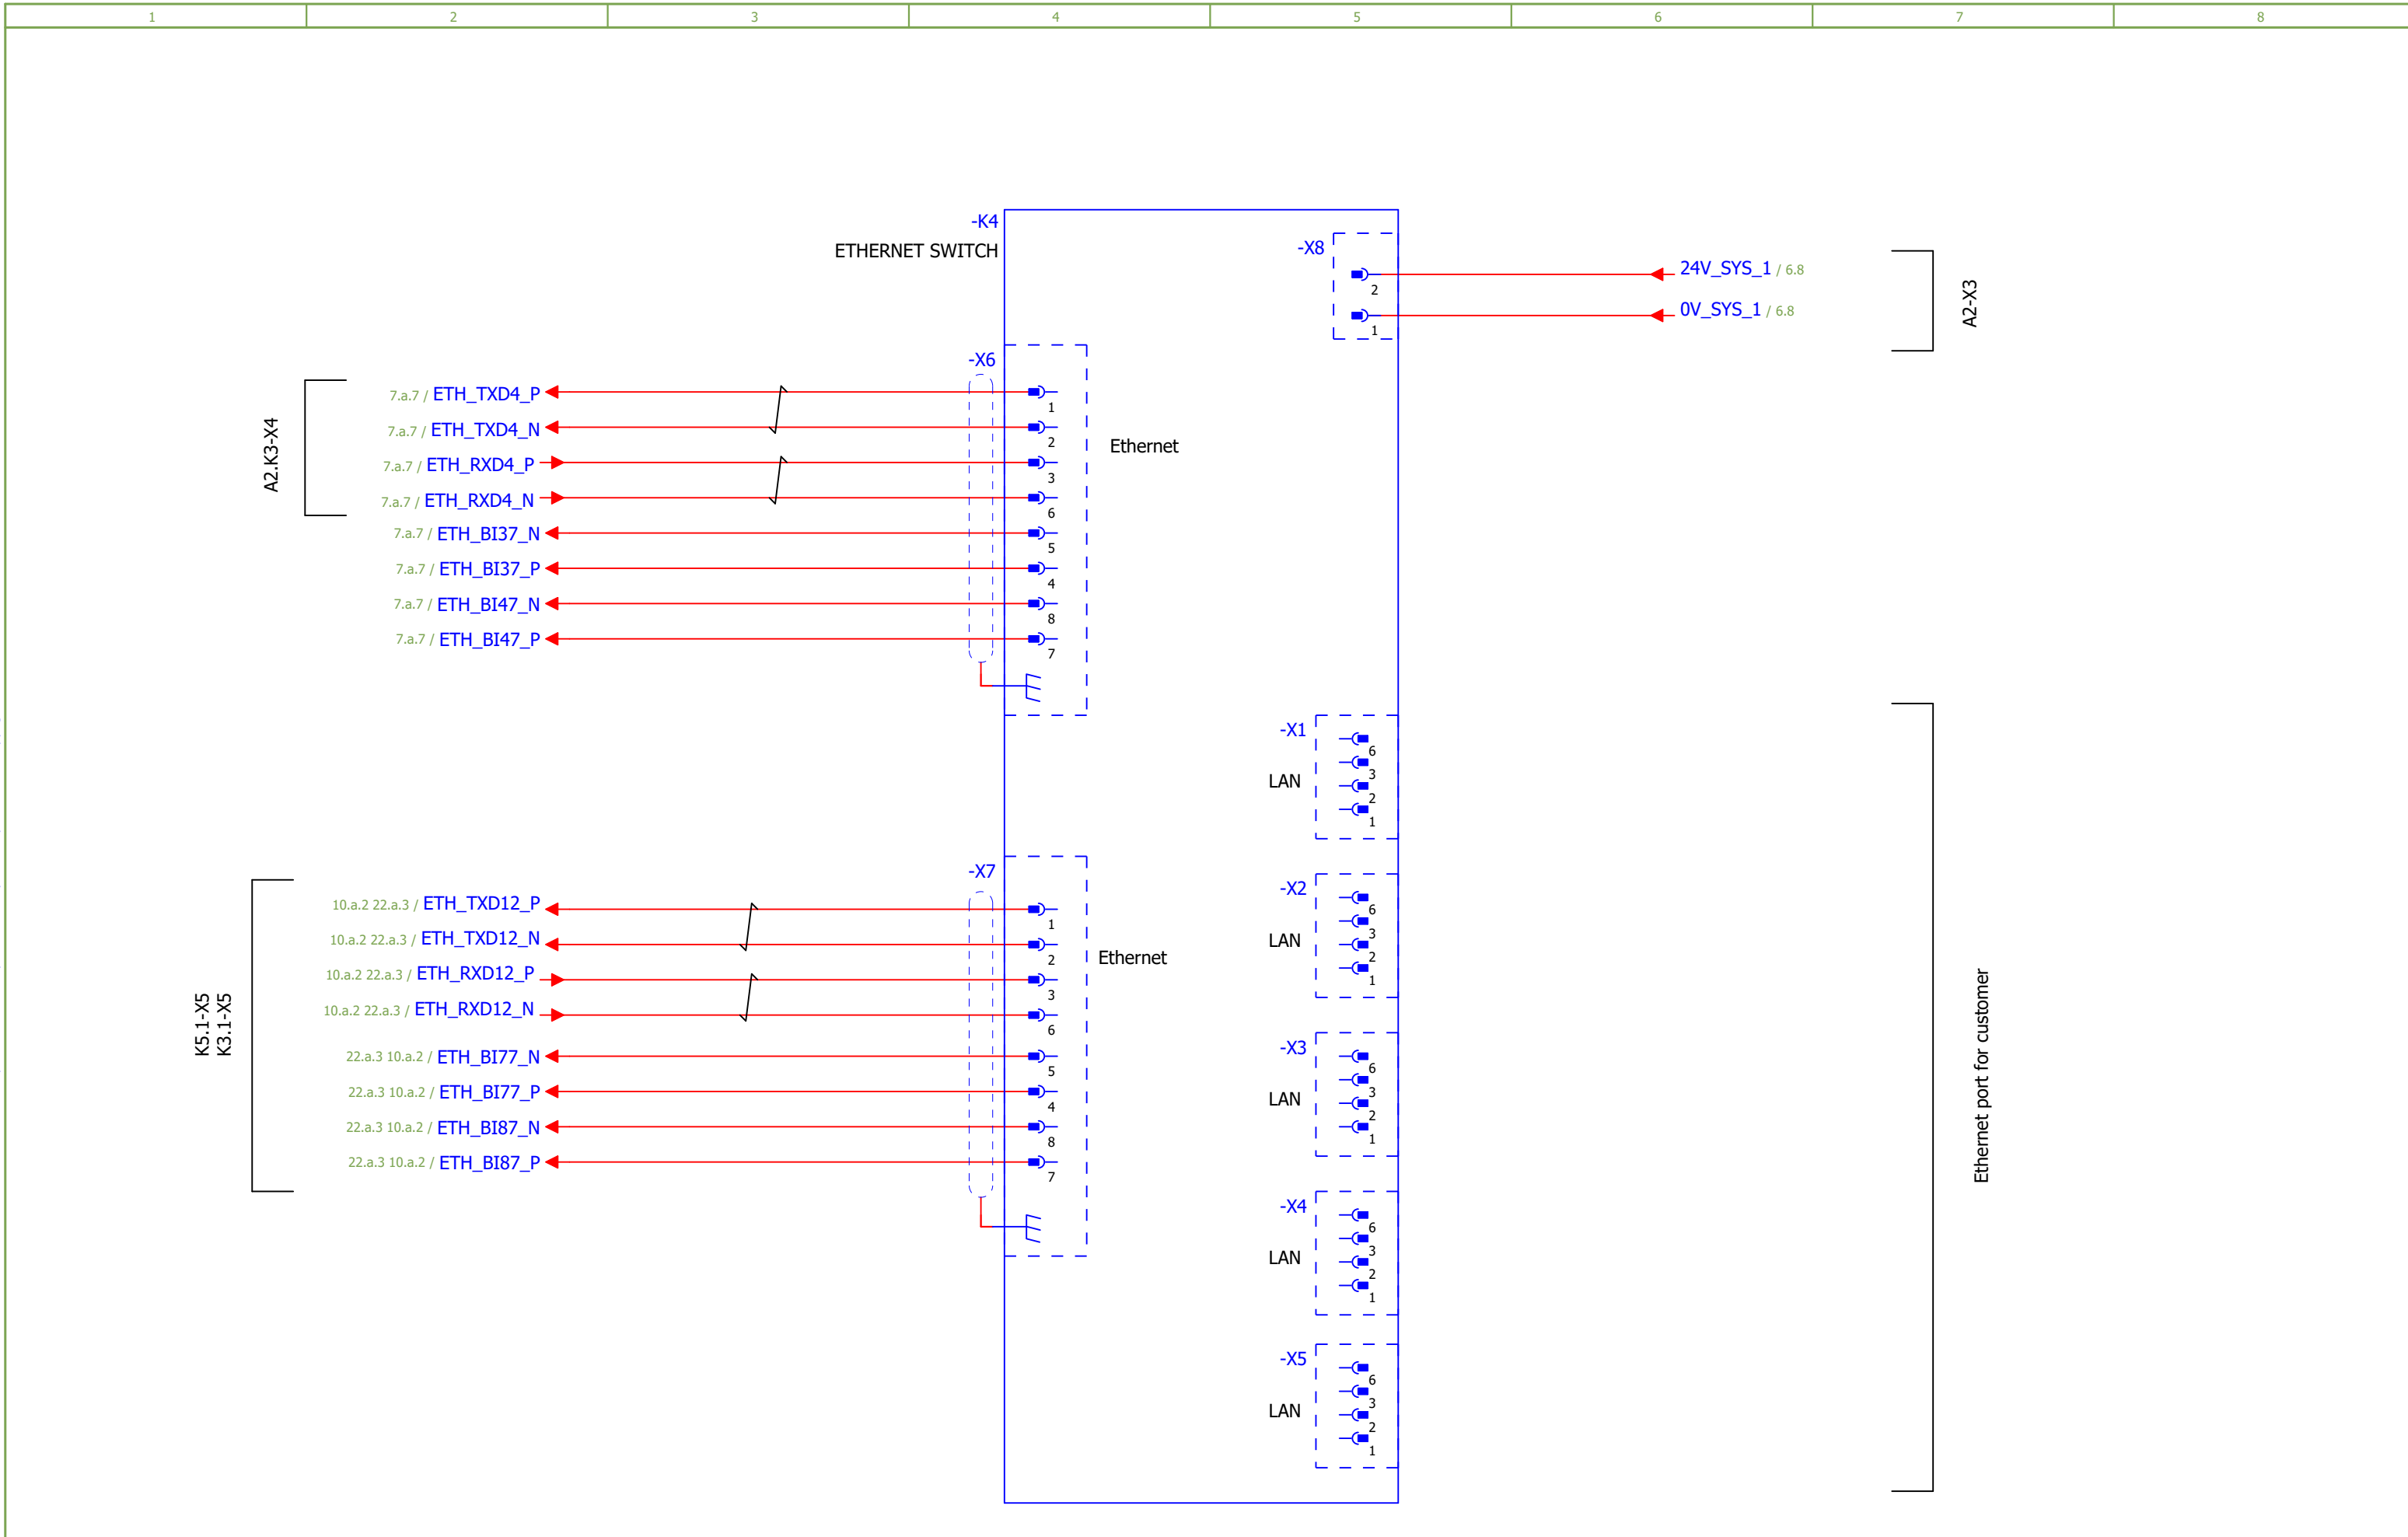 1 2 3 4 5 6 7 8
-K4
ETHERNET SWITCH
-X8
2
1
24V_SYS_1 / 6.8
0V_SYS_1 / 6.8
A2-X3
-X6
A2.K3-X4
7.a.7 / ETH_TXD4_P 1
7.a.7 / ETH_TXD4_N 2
Ethernet
7.a.7 / ETH_RXD4_P 3
7.a.7 / ETH_RXD4_N 6
7.a.7 / ETH_BI37_N 5
7.a.7 / ETH_BI37_P 4
7.a.7 / ETH_BI47_N 8
7.a.7 / ETH_BI47_P 7
-X7
K5.1-X5
K3.1-X5
10.a.2 22.a.3 / ETH_TXD12_P 1
10.a.2 22.a.3 / ETH_TXD12_N 2
Ethernet
10.a.2 22.a.3 / ETH_RXD12_P 3
10.a.2 22.a.3 / ETH_RXD12_N 6
22.a.3 10.a.2 / ETH_BI77_N 5
22.a.3 10.a.2 / ETH_BI77_P 4
22.a.3 10.a.2 / ETH_BI87_N 8
22.a.3 10.a.2 / ETH_BI87_P 7
-X1
LAN
6
3
2
1
-X2
LAN
6
3
2
1
-X3
LAN
6
3
2
1
-X4
LAN
6
3
2
1
-X5
LAN
6
3
2
1
Ethernet port for customer